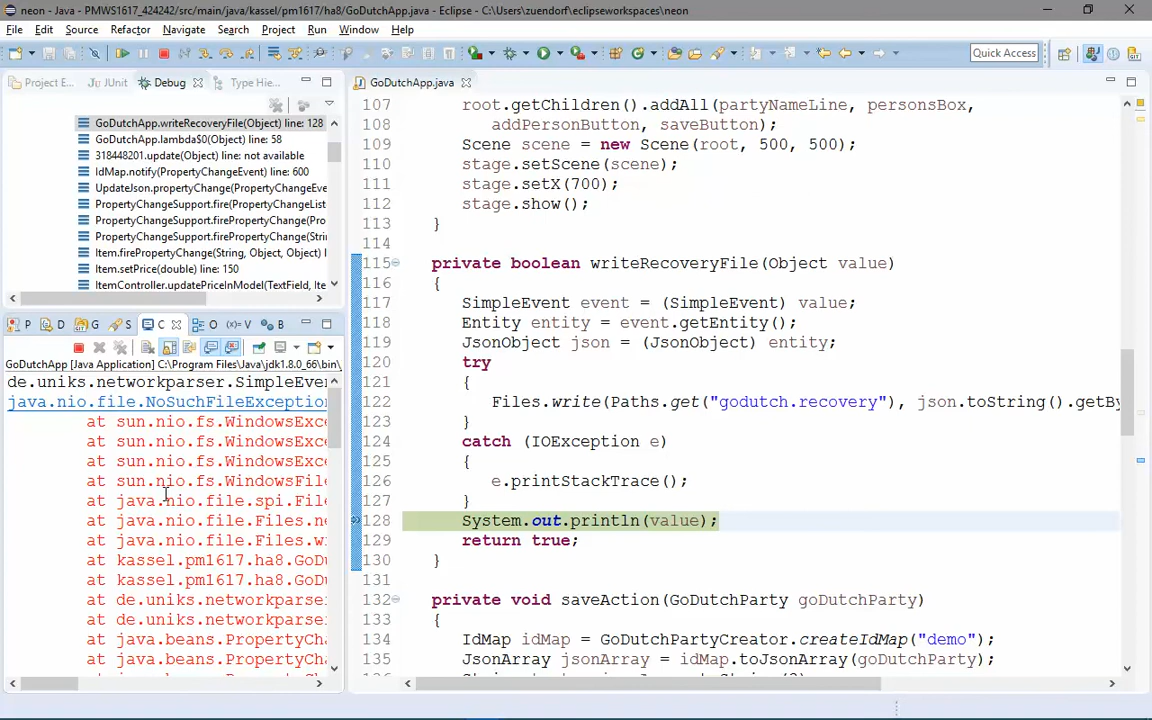 neon - Java - PMWS1617_424242/src/main/java/kassel/pm1617/ha8/GoDutchApp.java - Eclipse - C:\Users\zuendorf\eclipseworkspaces\neon
File Edit Source Refactor Navigate Search Project Run Window Help
Quick Access
Project E... JUnit Debug Type Hie...
GoDutchApp.writeRecoveryFile(Object) line: 128
GoDutchApp.lambda$0(Object) line: 58
318448201.update(Object) line: not available
IdMap.notify(PropertyChangeEvent) line: 600
UpdateJson.propertyChange(PropertyChangeEve
PropertyChangeSupport.fire(PropertyChangeList
PropertyChangeSupport.firePropertyChange(Pro
PropertyChangeSupport.firePropertyChange(Strin
Item.firePropertyChange(String, Object, Object)
Item.setPrice(double) line: 150
ItemController.updatePriceInModel(TextField, Ite
P D G S C O (x)= V B
GoDutchApp [Java Application] C:\Program Files\Java\jdk1.8.0_66\bin\
de.uniks.networkparser.SimpleEve
java.nio.file.NoSuchFileException
at sun.nio.fs.WindowsExce
at sun.nio.fs.WindowsExce
at sun.nio.fs.WindowsExce
at sun.nio.fs.WindowsFile
at java.nio.file.spi.File
at java.nio.file.Files.ne
at java.nio.file.Files.wi
at kassel.pm1617.ha8.GoDu
at kassel.pm1617.ha8.GoDu
at de.uniks.networkparser
at de.uniks.networkparser
at java.beans.PropertyCha
at java.beans.PropertyCha
GoDutchApp.java
107 root.getChildren().addAll(partyNameLine, personsBox,
108 addPersonButton, saveButton);
109 Scene scene = new Scene(root, 500, 500);
110 stage.setScene(scene);
111 stage.setX(700);
112 stage.show();
113 }
114
115 private boolean writeRecoveryFile(Object value)
116 {
117 SimpleEvent event = (SimpleEvent) value;
118 Entity entity = event.getEntity();
119 JsonObject json = (JsonObject) entity;
120 try
121 {
122 Files.write(Paths.get("godutch.recovery"), json.toString().getBy
123 }
124 catch (IOException e)
125 {
126 e.printStackTrace();
127 }
128 System.out.println(value);
129 return true;
130 }
131
132 private void saveAction(GoDutchParty goDutchParty)
133 {
134 IdMap idMap = GoDutchPartyCreator.createIdMap("demo");
135 JsonArray jsonArray = idMap.toJsonArray(goDutchParty);